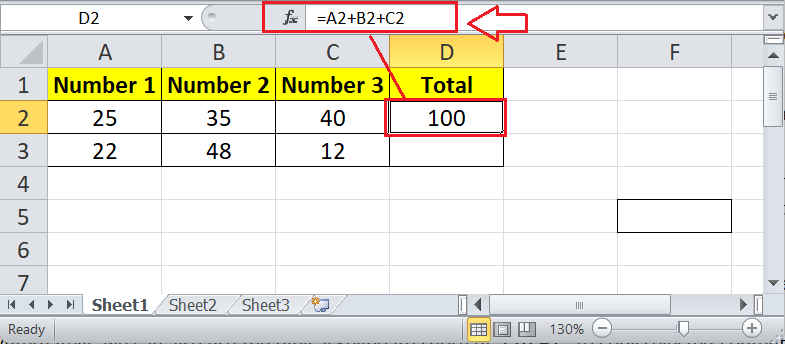 D2 fx =A2+B2+C2
A B C D E F
1 Number 1 Number 2 Number 3 Total
2 25 35 40 100
3 22 48 12
4
5
6
7
Sheet1 Sheet2 Sheet3
Ready 130%